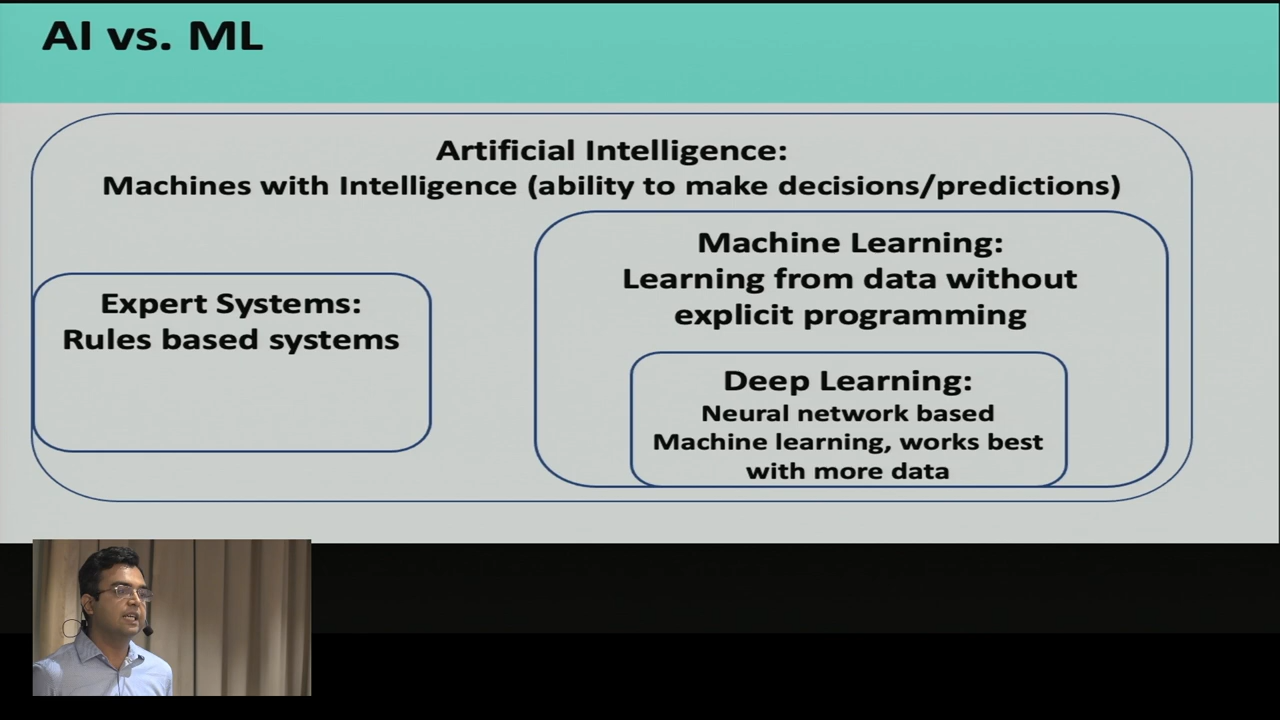 AI vs. ML
Artificial Intelligence:
Machines with Intelligence (ability to make decisions/predictions)
Expert Systems:
Rules based systems
Machine Learning:
Learning from data without
explicit programming
Deep Learning:
Neural network based
Machine learning, works best
with more data